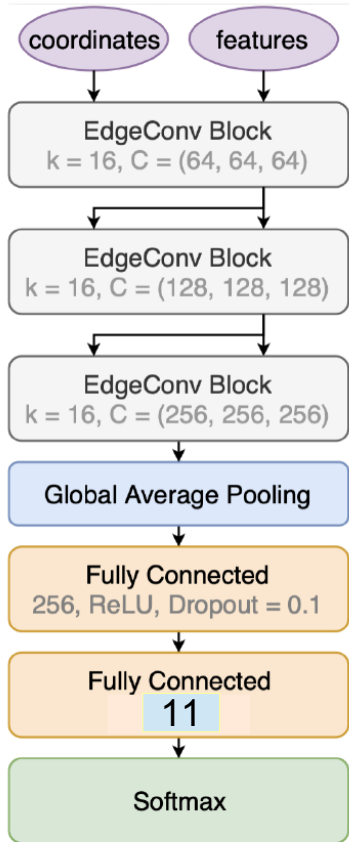 coordinates features
EdgeConv Block
k = 16, C = (64, 64, 64)
EdgeConv Block
k = 16, C = (128, 128, 128)
EdgeConv Block
k = 16, C = (256, 256, 256)
Global Average Pooling
Fully Connected
256, ReLU, Dropout = 0.1
Fully Connected
11
Softmax